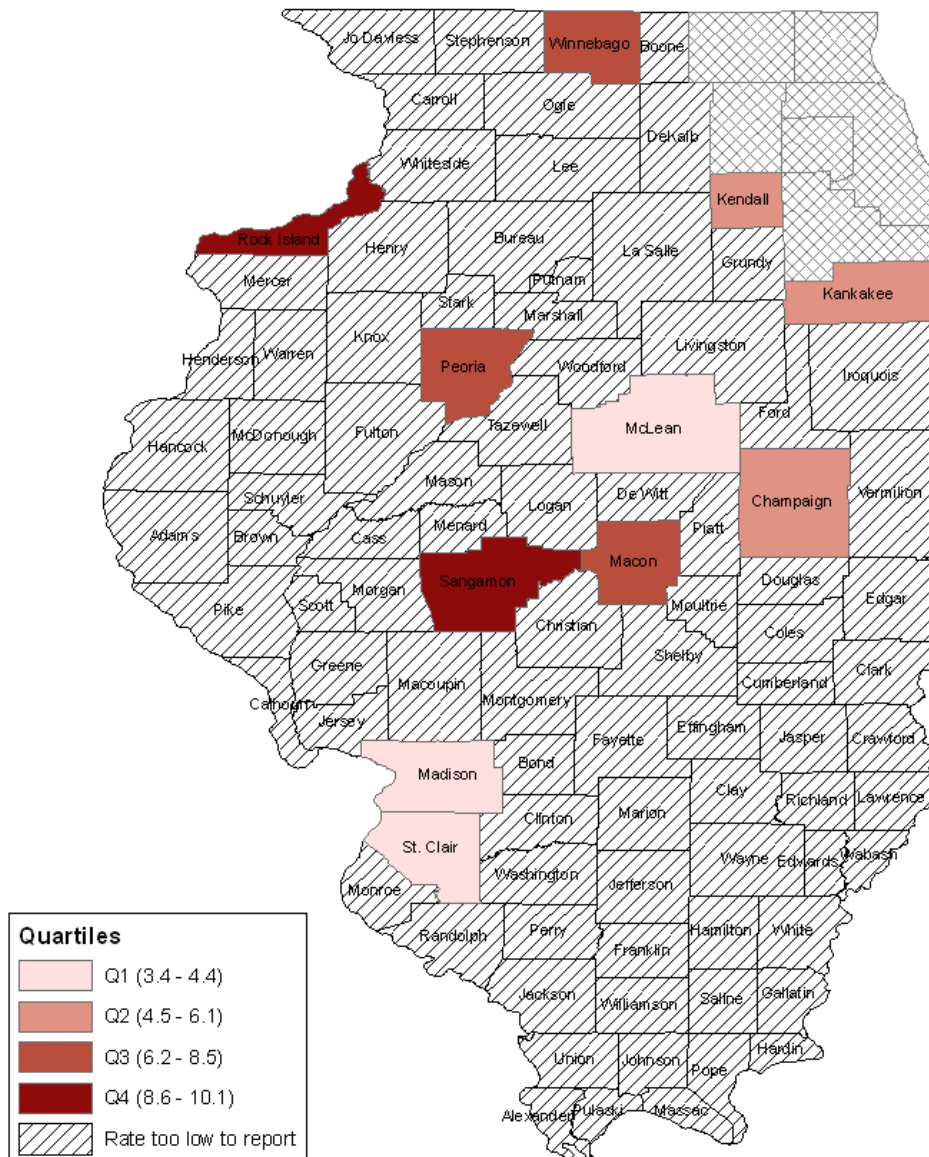 Jo Daviess
Stephenson
Winnebago
Boone
Carroll
Ogle
DeKalb
Whiteside
Lee
Kendall
Rock Island
Henry
Bureau
La Salle
Grundy
Mercer
Putnam
Kankakee
Stark
Marshall
Knox
Livingston
Henderson
Warren
Peoria
Woodford
Iroquois
Ford
Hancock
McDonough
Fulton
Tazewell
McLean
Mason
De Witt
Champaign
Vermilion
Schuyler
Logan
Adams
Brown
Cass
Menard
Piatt
Pike
Scott
Morgan
Sangamon
Macon
Douglas
Edgar
Moultrie
Christian
Coles
Greene
Shelby
Macoupin
Clark
Cumberland
Calhoun
Montgomery
Jersey
Effingham
Fayette
Jasper
Crawford
Madison
Bond
Clay
Richland
Lawrence
Clinton
Marion
St. Clair
Wayne
Edwards
Wabash
Washington
Monroe
Jefferson
Randolph
Perry
Hamilton
White
Franklin
Jackson
Williamson
Saline
Gallatin
Union
Johnson
Pope
Hardin
Alexander
Pulaski
Massac
Quartiles
Q1 (3.4 - 4.4)
Q2 (4.5 - 6.1)
Q3 (6.2 - 8.5)
Q4 (8.6 - 10.1)
Rate too low to report